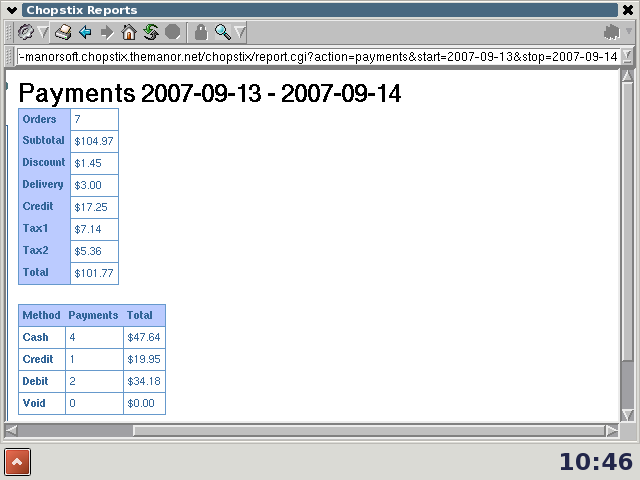 Chopstix Reports
~manorsoft.chopstix.themanor.net/chopstix/report.cgi?action=payments&start=2007-09-13&stop=2007-09-14
Payments 2007-09-13 - 2007-09-14
Orders 7
Subtotal $104.97
Discount $1.45
Delivery $3.00
Credit $17.25
Tax1 $7.14
Tax2 $5.36
Total $101.77
Method Payments Total
Cash 4 $47.64
Credit 1 $19.95
Debit 2 $34.18
Void 0 $0.00
10:46